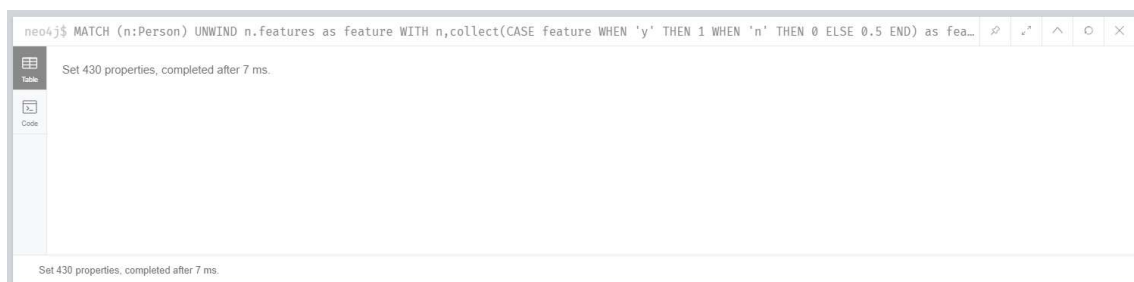 neo4j$ MATCH (n:Person) UNWIND n.features as feature WITH n,collect(CASE feature WHEN 'y' THEN 1 WHEN 'n' THEN 0 ELSE 0.5 END) as fea…
Table
Set 430 properties, completed after 7 ms.
Code
Set 430 properties, completed after 7 ms.